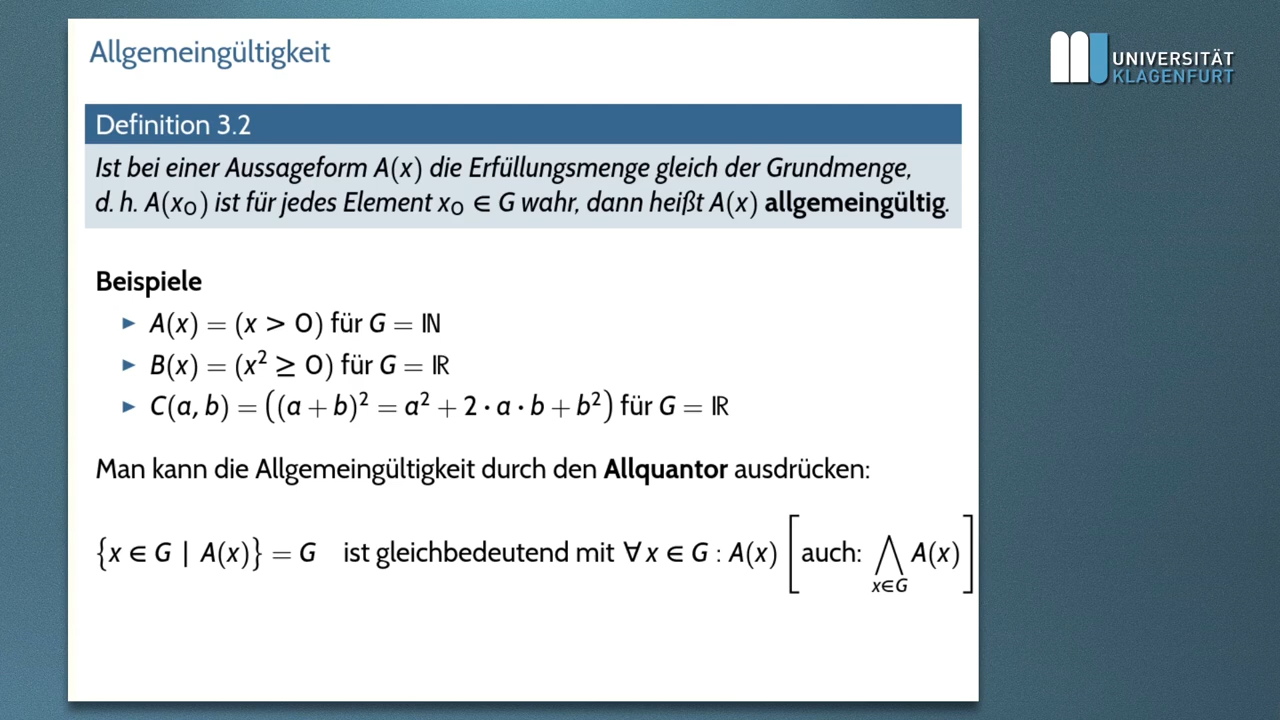 Allgemeingültigkeit
UNIVERSITÄT
KLAGENFURT
Definition 3.2
Ist bei einer Aussageform A(x) die Erfüllungsmenge gleich der Grundmenge,
d. h. A(x₀) ist für jedes Element x₀ ∈ G wahr, dann heißt A(x) allgemeingültig.
Beispiele
▶ A(x) = (x > 0) für G = ℕ
▶ B(x) = (x² ≥ 0) für G = ℝ
▶ C(a, b) = ((a + b)² = a² + 2 · a · b + b²) für G = ℝ
Man kann die Allgemeingültigkeit durch den Allquantor ausdrücken:
{x ∈ G | A(x)} = G ist gleichbedeutend mit ∀ x ∈ G : A(x) [auch: ⋀ A(x)]
x∈G